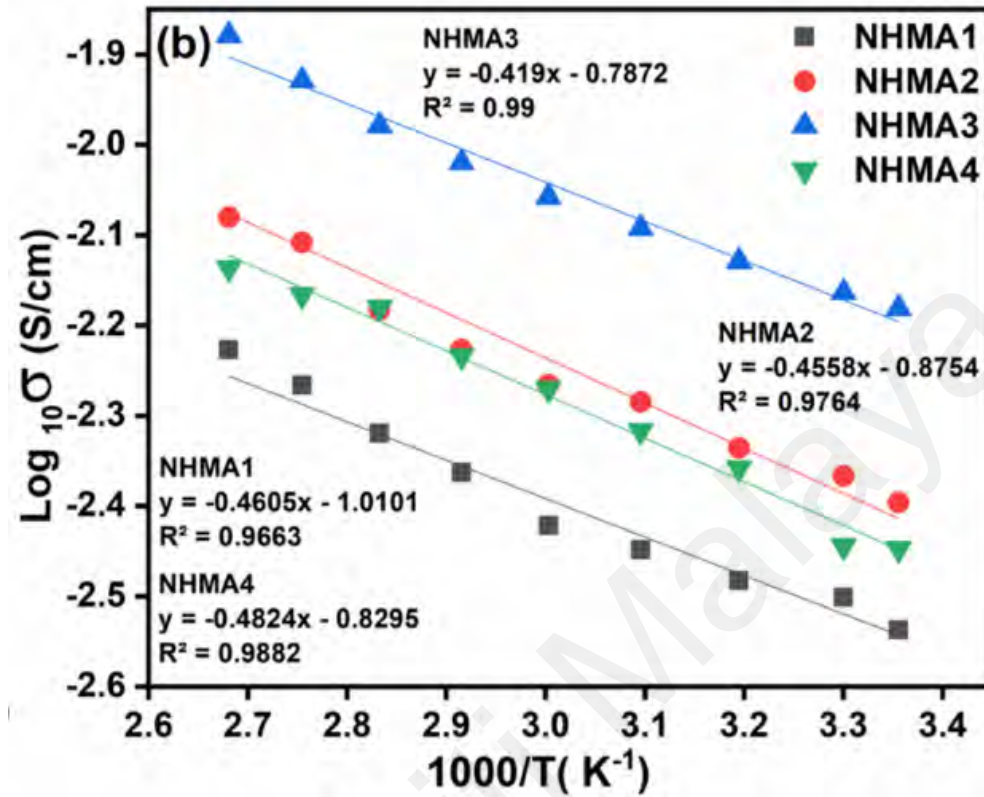 (b)
NHMA3
y = -0.419x - 0.7872
R² = 0.99
NHMA1
NHMA2
NHMA3
NHMA4
NHMA2
y = -0.4558x - 0.8754
R² = 0.9764
NHMA1
y = -0.4605x - 1.0101
R² = 0.9663
NHMA4
y = -0.4824x - 0.8295
R² = 0.9882
Log ₁₀σ (S/cm)
-1.9
-2.0
-2.1
-2.2
-2.3
-2.4
-2.5
-2.6
2.6 2.7 2.8 2.9 3.0 3.1 3.2 3.3 3.4
1000/T( K⁻¹)
Malaya